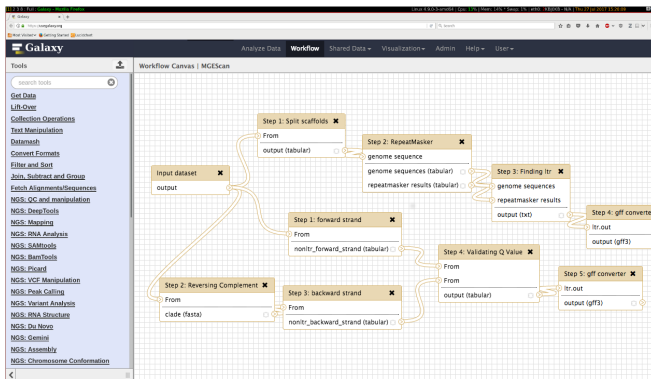 Galaxy
Analyze Data Workflow Shared Data Visualization Admin Help User
Tools
search tools
Get Data
Lift-Over
Collection Operations
Text Manipulation
Datamash
Convert Formats
Filter and Sort
Join, Subtract and Group
Fetch Alignments/Sequences
NGS: QC and manipulation
NGS: DeepTools
NGS: Mapping
NGS: RNA Analysis
NGS: SAMtools
NGS: BamTools
NGS: Picard
NGS: VCF Manipulation
NGS: Peak Calling
NGS: Variant Analysis
NGS: RNA Structure
NGS: Du Novo
NGS: Gemini
NGS: Assembly
NGS: Chromosome Conformation
Workflow Canvas | MGEScan
Input dataset
output
Step 1: Split scaffolds
From
output (tabular)
Step 2: RepeatMasker
genome sequence
genome sequences (tabular)
repeatmasker results (tabular)
Step 3: Finding ltr
genome sequences
repeatmasker results
output (txt)
Step 4: gff converte
ltr.out
output (gff3)
Step 1: forward strand
From
nonltr_forward_strand (tabular)
Step 2: Reversing Complement
From
clade (fasta)
Step 3: backward strand
From
nonltr_backward_strand (tabular)
Step 4: Validating Q Value
From
From
output (tabular)
Step 5: gff converter
ltr.out
output (gff3)